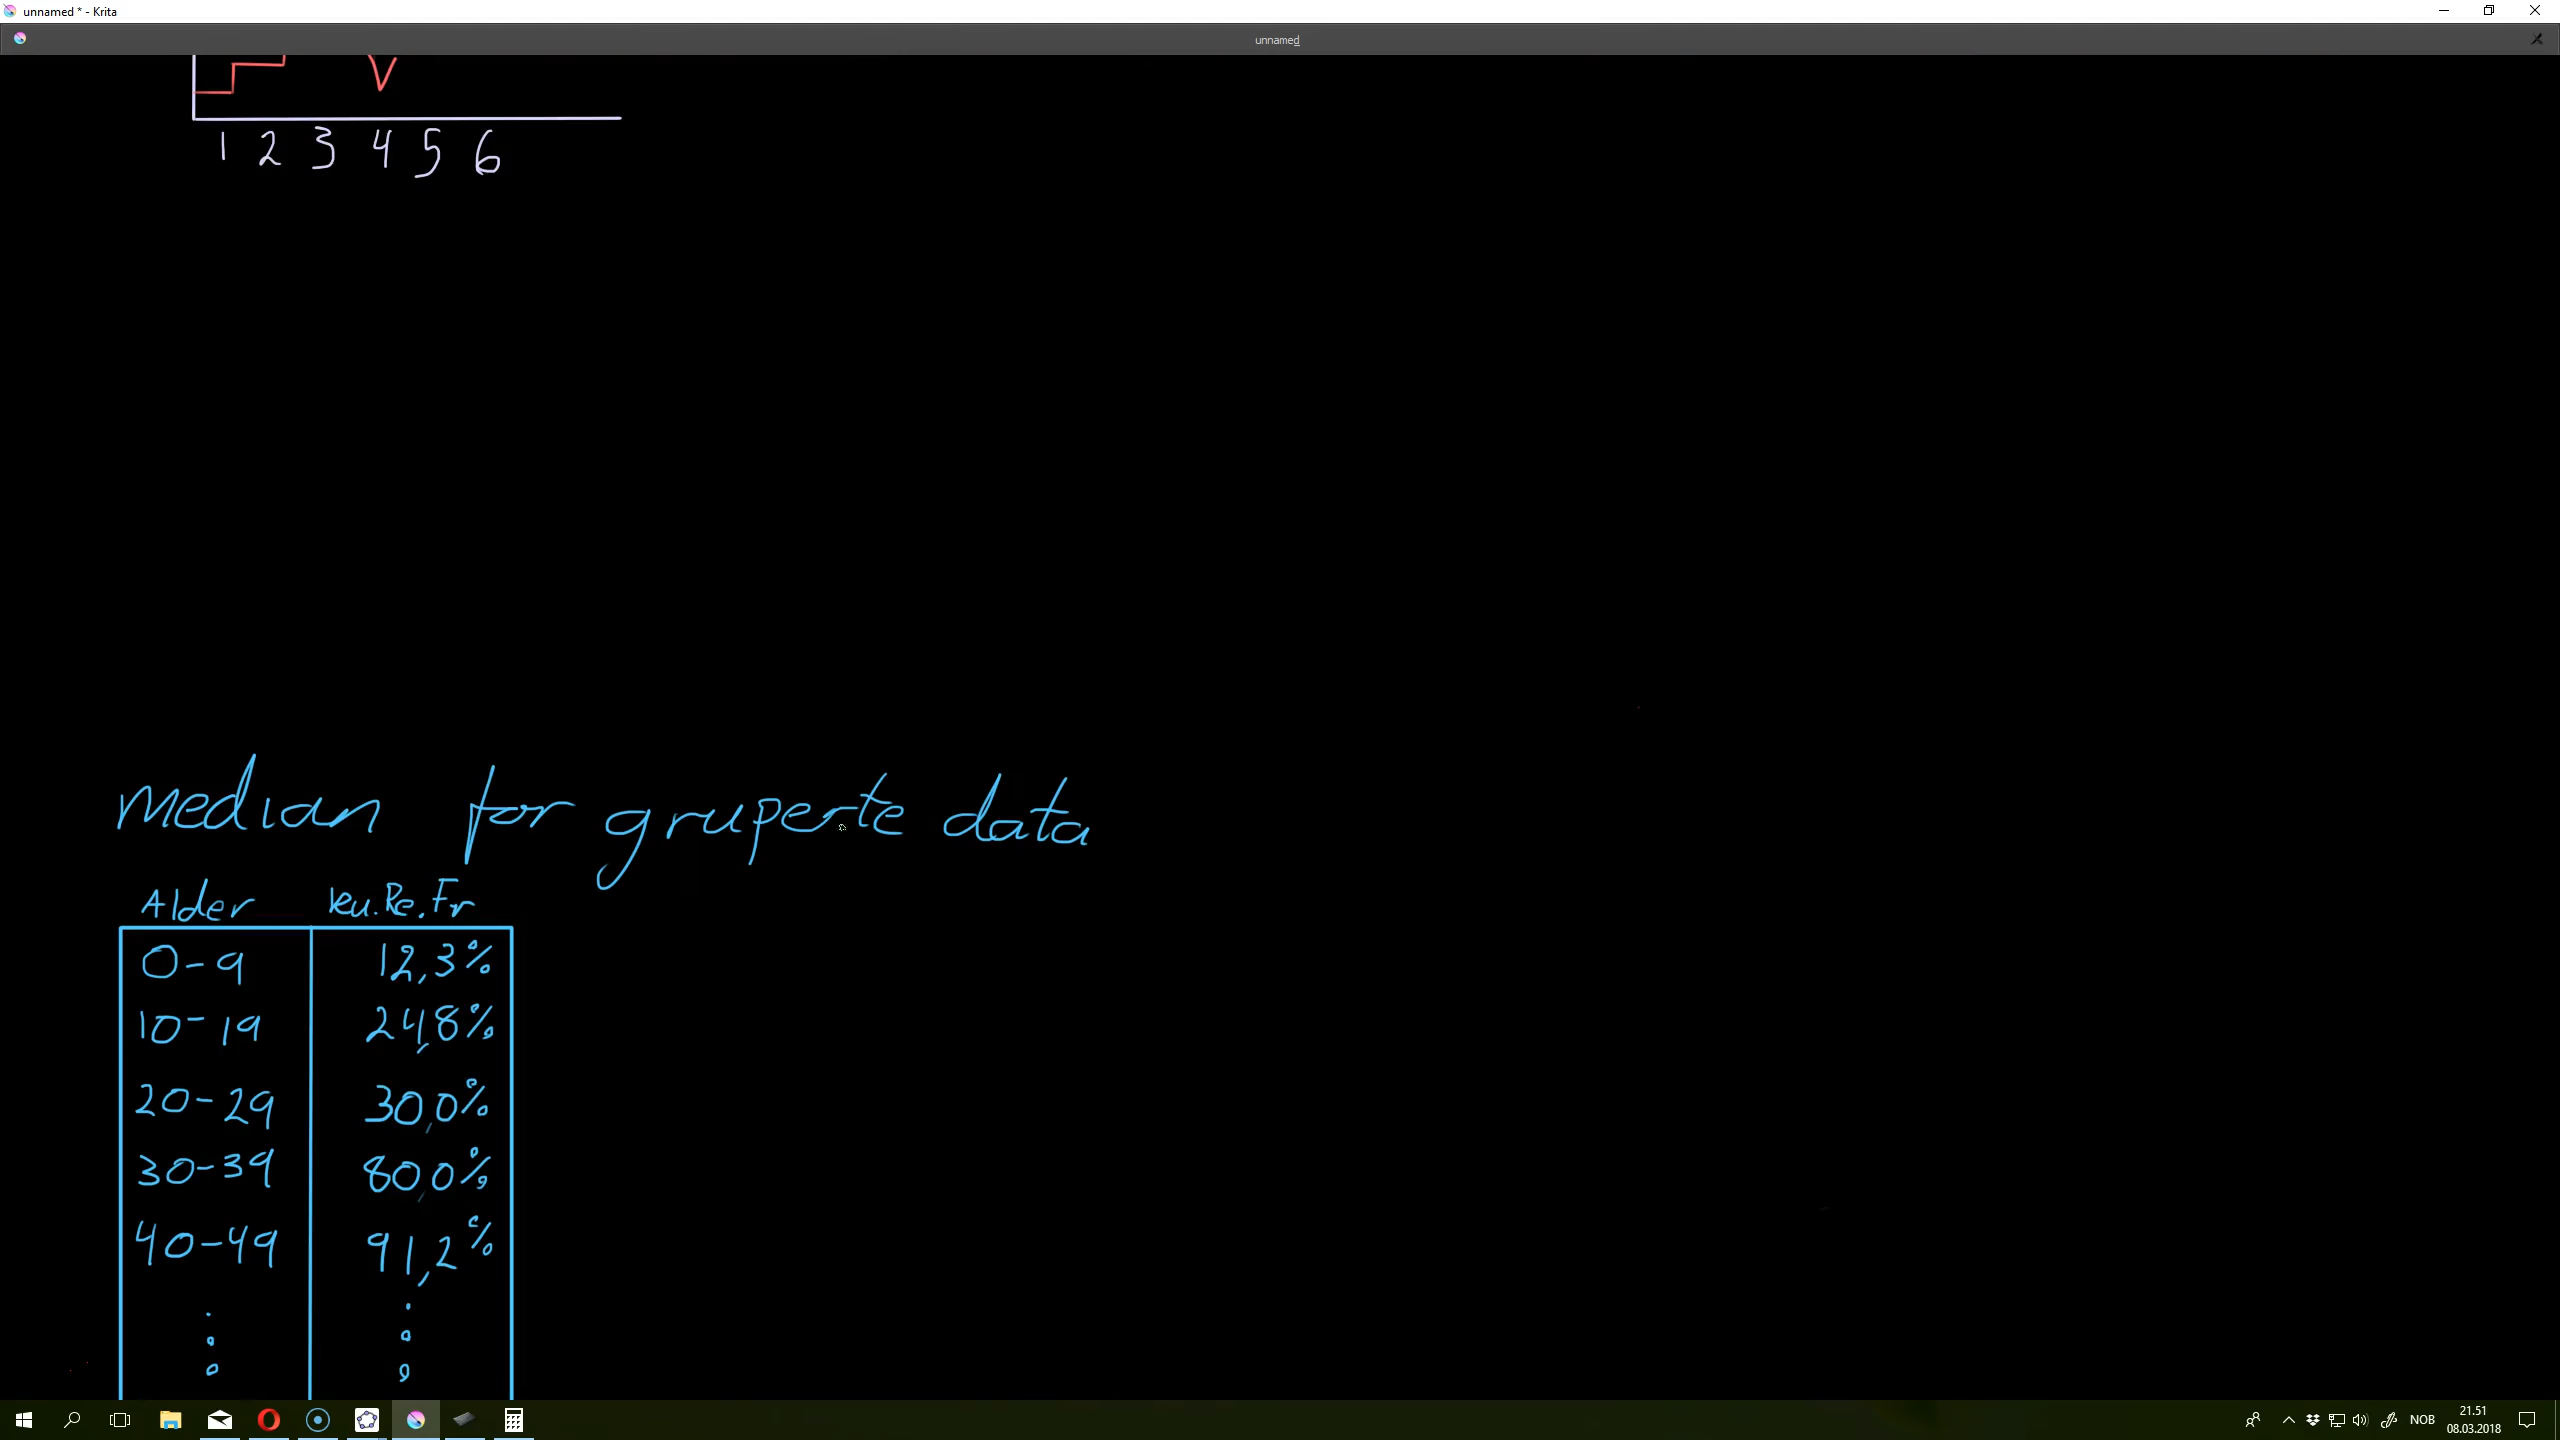 unnamed * - Krita
unnamed
1 2 3 4 5 6
median for gruperte data
Alder ku.Re.Fr
0-9 12,3%
10-19 24,8%
20-29 30,0%
30-39 80,0%
40-49 91,2%
NOB
21.51
08.03.2018